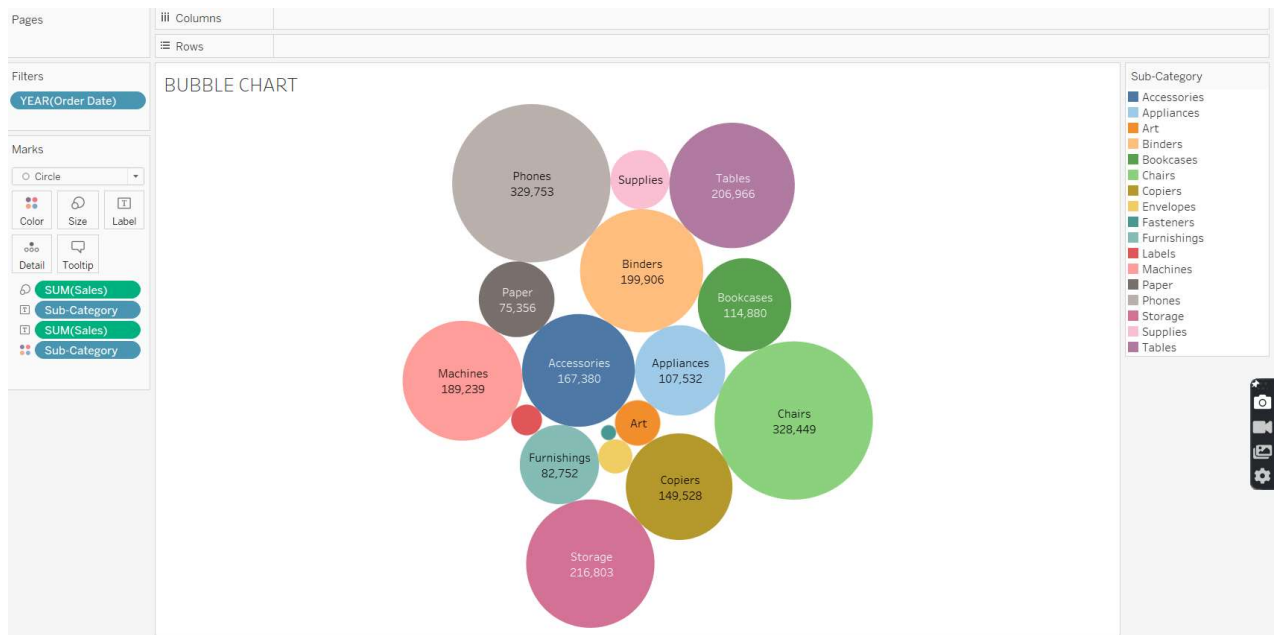 Pages
iii Columns
Rows
Filters
YEAR(Order Date)
Marks
Circle
Color
Size
Label
Detail
Tooltip
SUM(Sales)
Sub-Category
SUM(Sales)
Sub-Category
BUBBLE CHART
Phones
329,753
Supplies
Tables
206,966
Binders
199,906
Paper
75,356
Bookcases
114,880
Accessories
167,380
Appliances
107,532
Machines
189,239
Chairs
328,449
Art
Furnishings
82,752
Copiers
149,528
Storage
216,803
Sub-Category
Accessories
Appliances
Art
Binders
Bookcases
Chairs
Copiers
Envelopes
Fasteners
Furnishings
Labels
Machines
Paper
Phones
Storage
Supplies
Tables